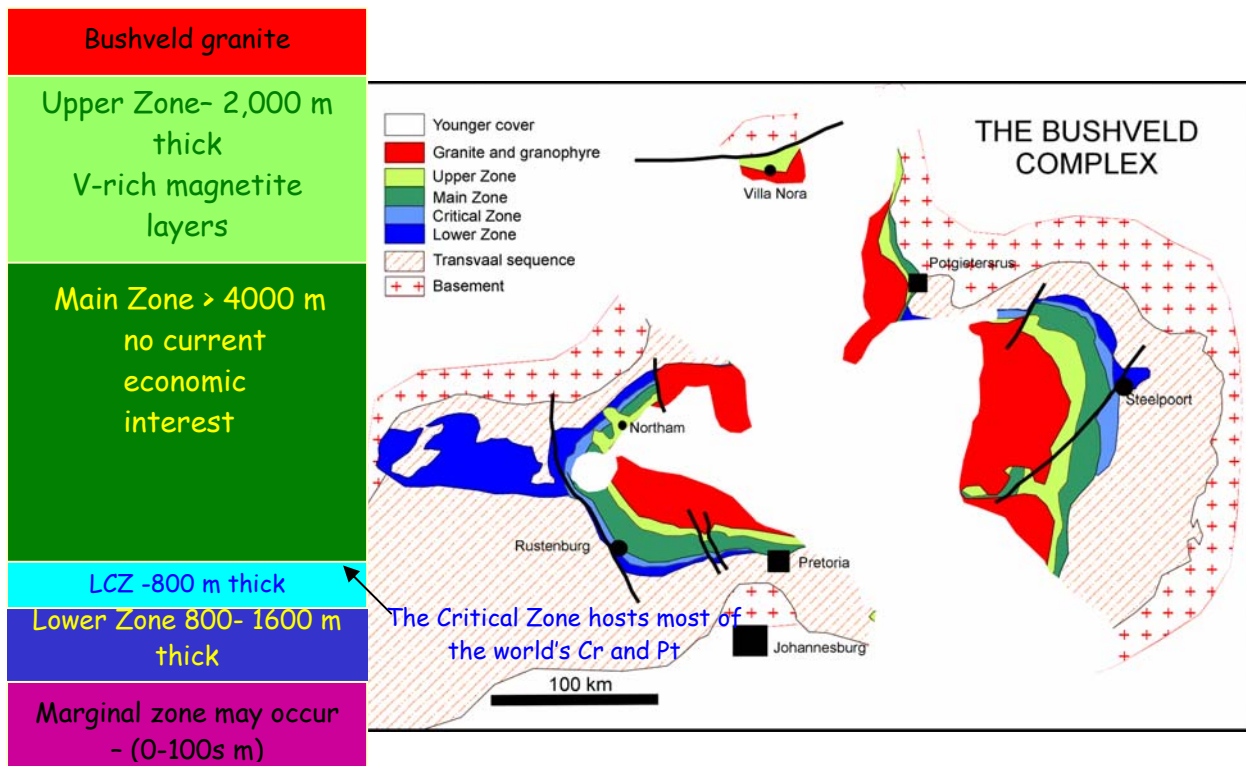 Bushveld granite
Upper Zone– 2,000 m
thick
V-rich magnetite
layers
Main Zone > 4000 m
no current
economic
interest
LCZ -800 m thick
Lower Zone 800- 1600 m
thick
Marginal zone may occur
– (0-100s m)
THE BUSHVELD
COMPLEX
Younger cover
Granite and granophyre
Upper Zone
Main Zone
Critical Zone
Lower Zone
Transvaal sequence
Basement
Villa Nora
Potgietersrus
Steelpoort
Northam
Rustenburg
Pretoria
The Critical Zone hosts most of
the world's Cr and Pt
Johannesburg
100 km